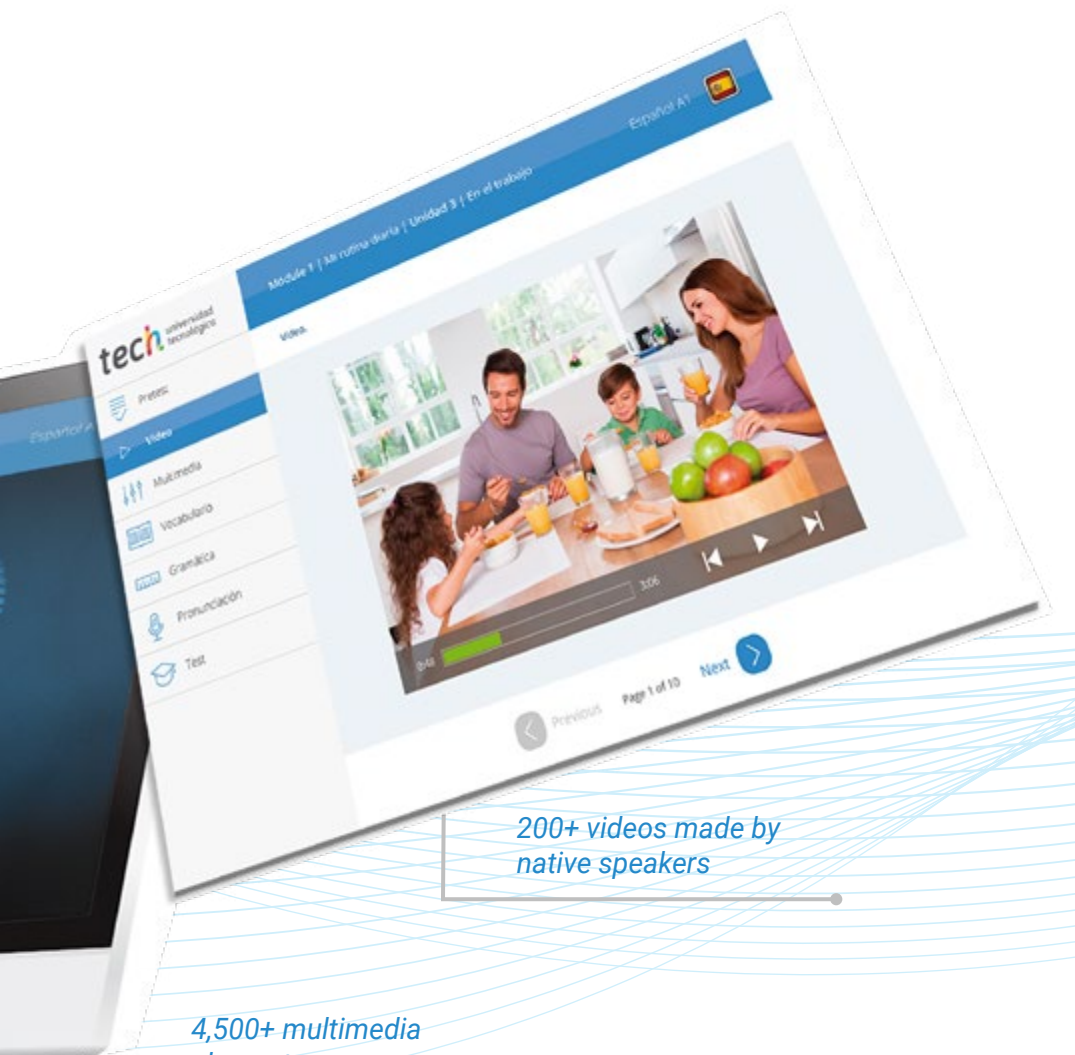 Español A1
Module 1 | Mi rutina diaria | Unidad 3 | En el trabajo
tech universidad
tecnológica
Video
Pretest
Video
Multimedia
Vocabulario
Gramática
Pronunciación
Test
Español A
0:48
3:06
Previous
Page 1 of 10
Next
200+ videos made by
native speakers
4,500+ multimedia